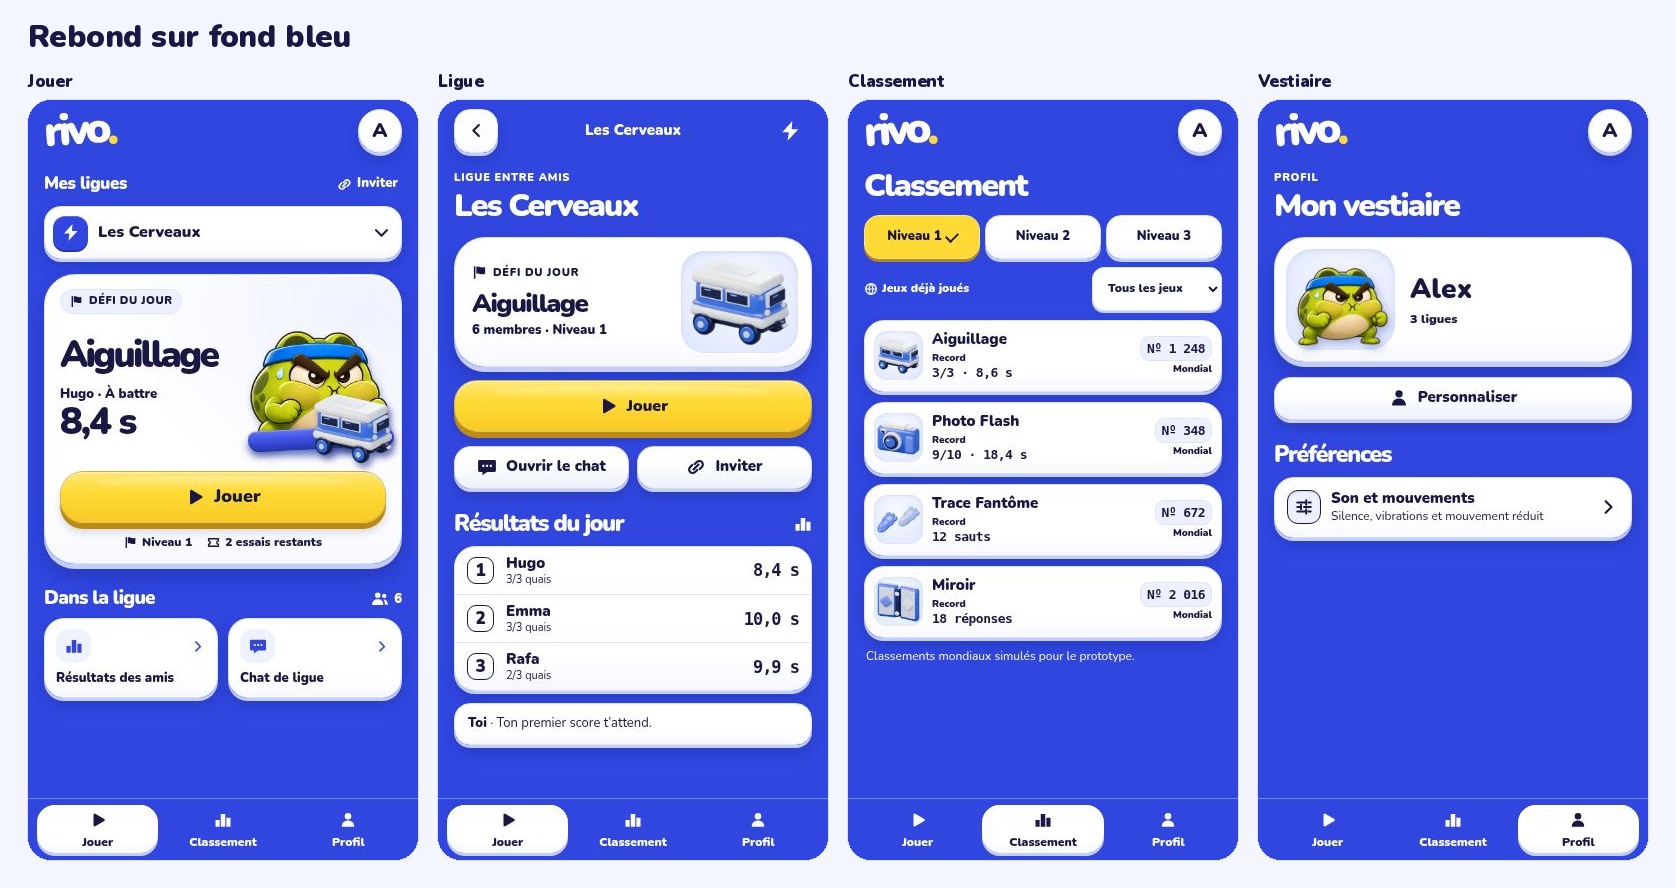 Rebond sur fond bleu
Jouer
rivo.
A
Mes ligues
Inviter
Les Cerveaux
DÉFI DU JOUR
Aiguillage
Hugo · À battre
8,4 s
Jouer
Niveau 1
2 essais restants
Dans la ligue
6
Résultats des amis
Chat de ligue
Jouer
Classement
Profil
Ligue
Les Cerveaux
LIGUE ENTRE AMIS
Les Cerveaux
DÉFI DU JOUR
Aiguillage
6 membres · Niveau 1
Jouer
Ouvrir le chat
Inviter
Résultats du jour
1
Hugo
3/3 quais
8,4 s
2
Emma
3/3 quais
10,0 s
3
Rafa
2/3 quais
9,9 s
Toi · Ton premier score t'attend.
Jouer
Classement
Profil
Classement
rivo.
A
Classement
Niveau 1
Niveau 2
Niveau 3
Jeux déjà joués
Tous les jeux
Aiguillage
Record
3/3 · 8,6 s
Nº 1 248
Mondial
Photo Flash
Record
9/10 · 18,4 s
Nº 348
Mondial
Trace Fantôme
Record
12 sauts
Nº 672
Mondial
Miroir
Record
18 réponses
Nº 2 016
Mondial
Classements mondiaux simulés pour le prototype.
Jouer
Classement
Profil
Vestiaire
rivo.
A
PROFIL
Mon vestiaire
Alex
3 ligues
Personnaliser
Préférences
Son et mouvements
Silence, vibrations et mouvement réduit
Jouer
Classement
Profil